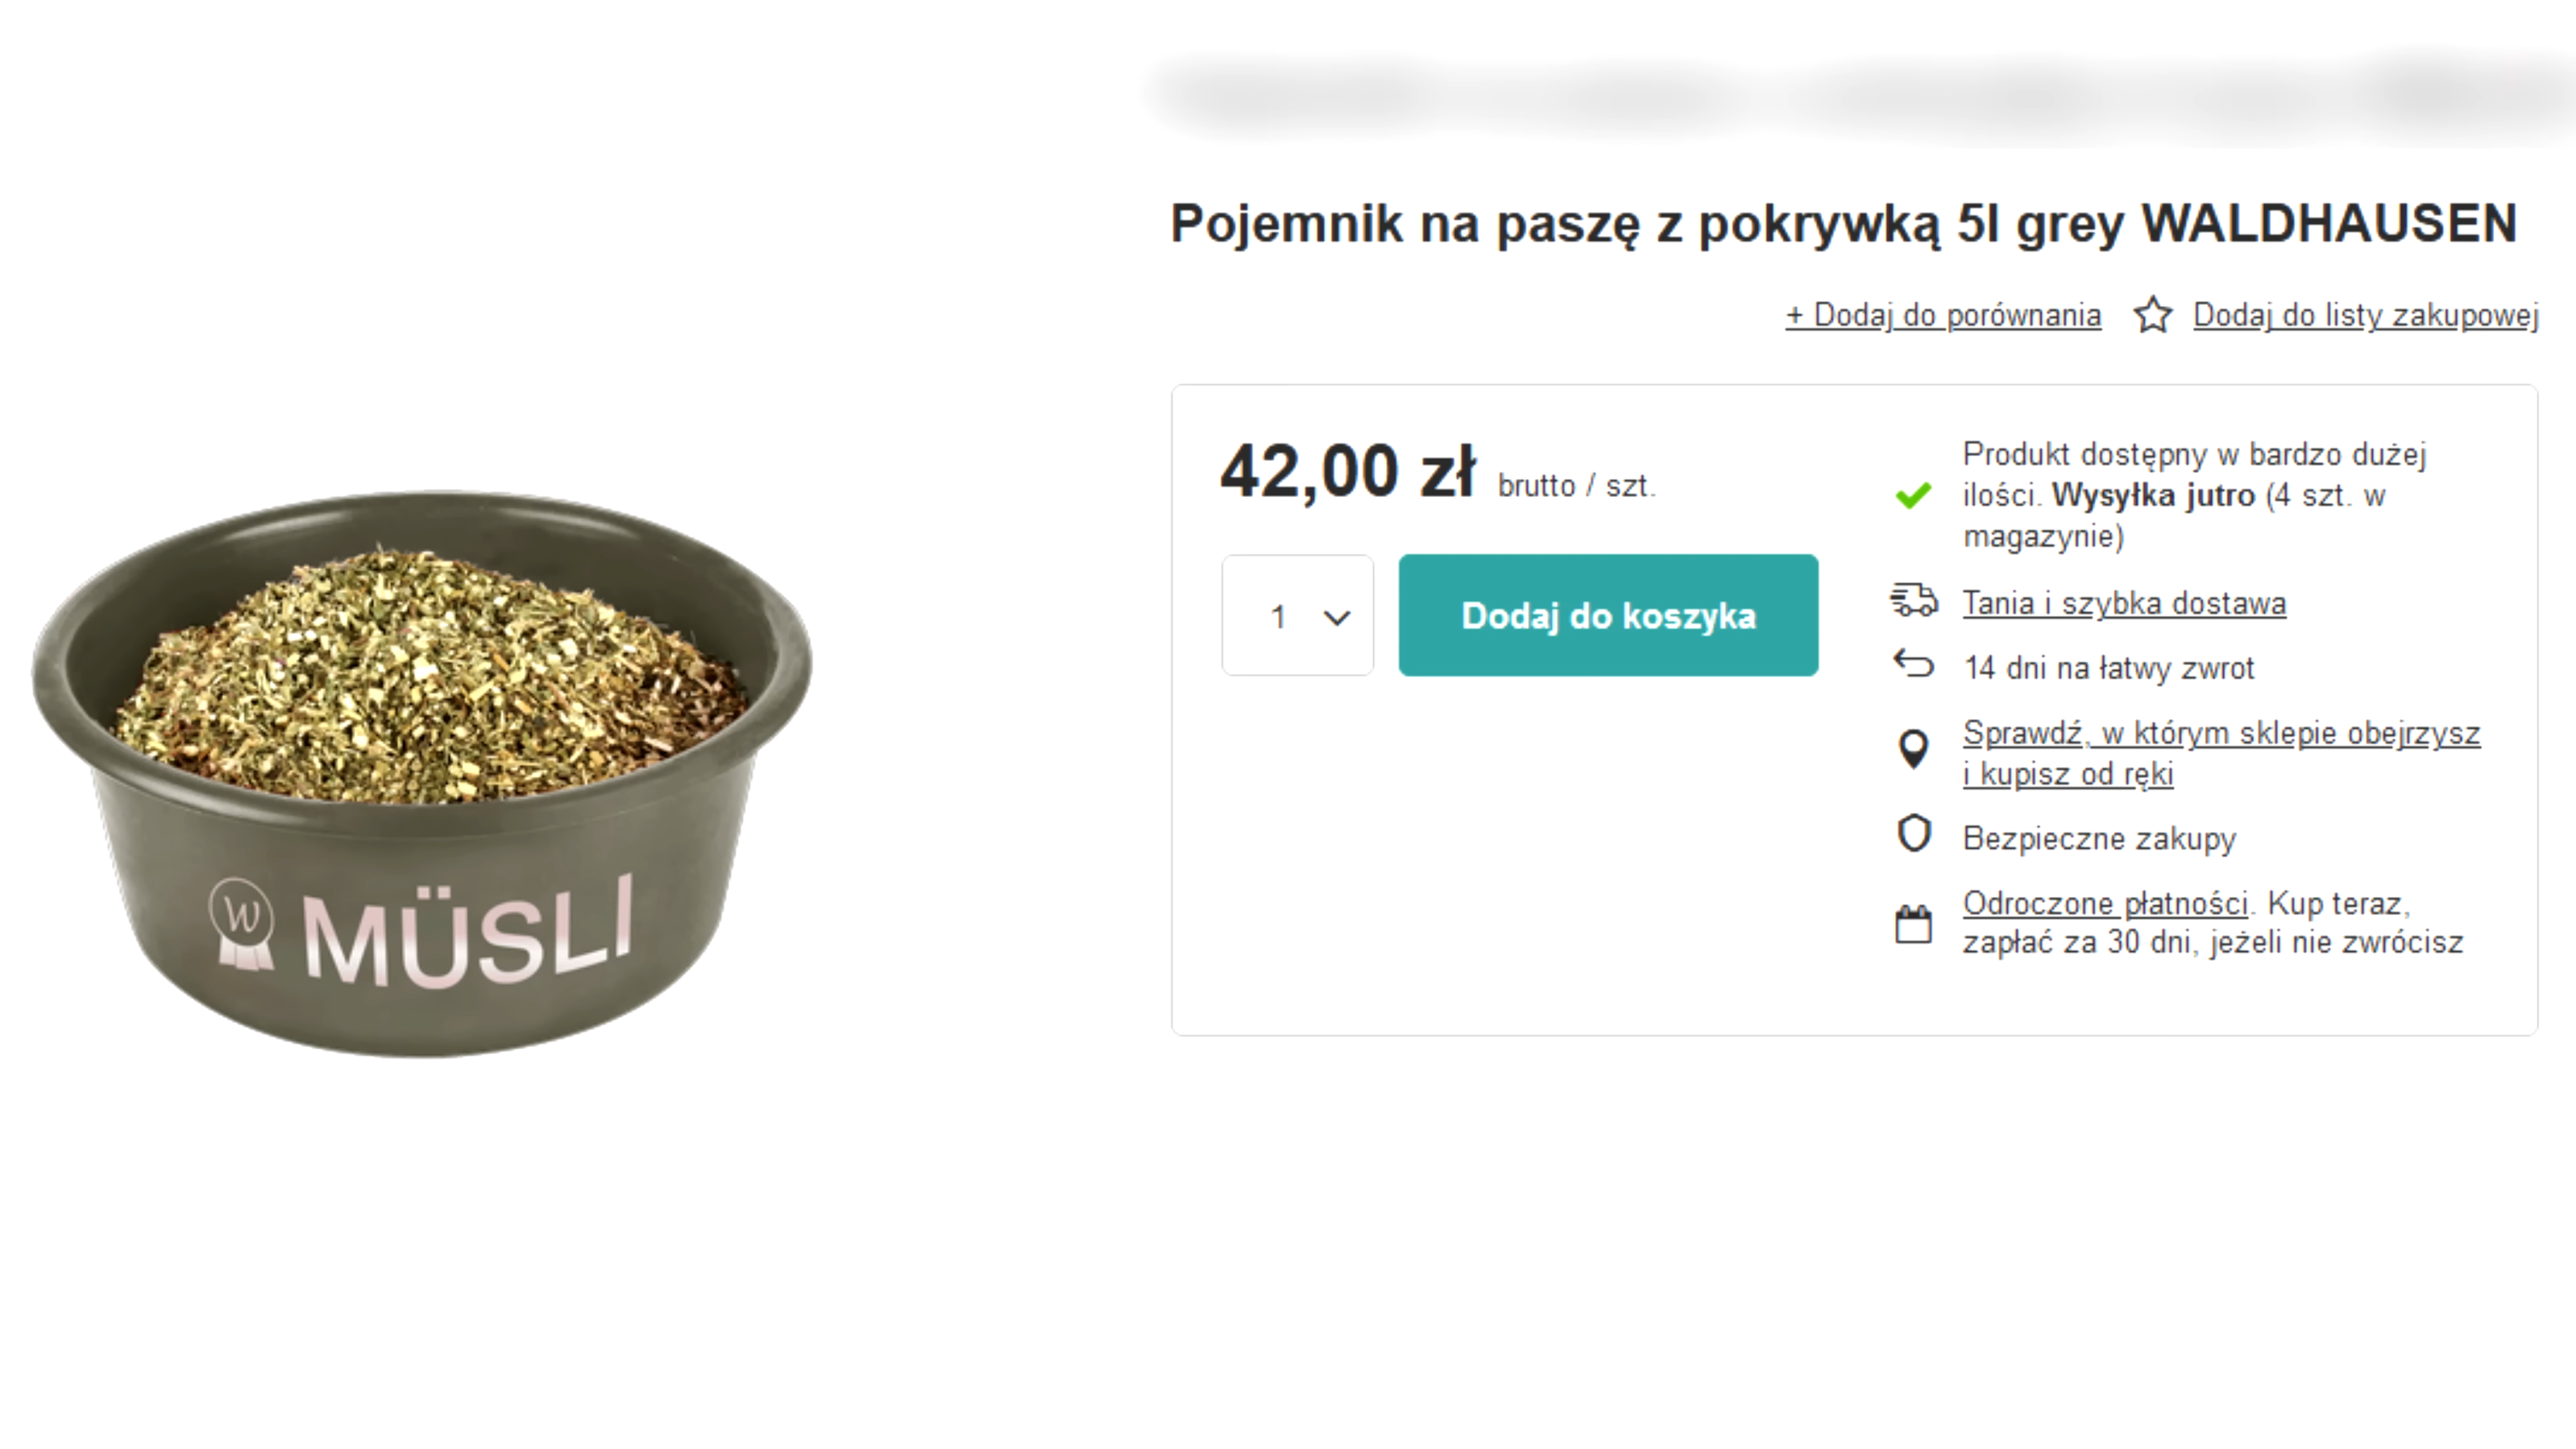 Pojemnik na paszę z pokrywką 5l grey WALDHAUSEN
+ Dodaj do porównania Dodaj do listy zakupowej
42,00 zł brutto / szt.
1
Dodaj do koszyka
Produkt dostępny w bardzo dużej
ilości. Wysyłka jutro (4 szt. w
magazynie)
Tania i szybka dostawa
14 dni na łatwy zwrot
Sprawdź, w którym sklepie obejrzysz
i kupisz od ręki
Bezpieczne zakupy
Odroczone płatności. Kup teraz,
zapłać za 30 dni, jeżeli nie zwrócisz
W MÜSLI